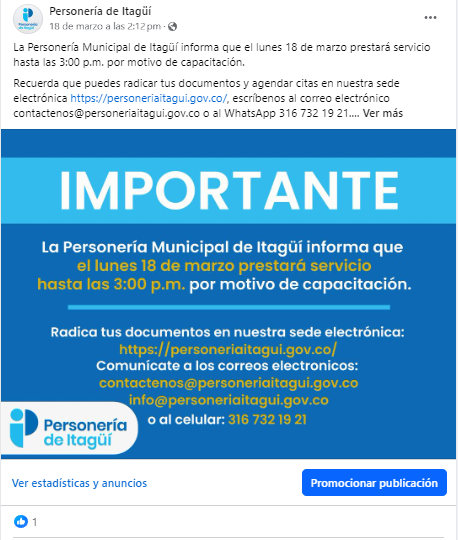 Personería de Itagüí
18 de marzo a las 2:12 pm ·
La Personería Municipal de Itagüí informa que el lunes 18 de marzo prestará servicio
hasta las 3:00 p.m. por motivo de capacitación.
Recuerda que puedes radicar tus documentos y agendar citas en nuestra sede
electrónica https://personeriaitagui.gov.co/, escríbenos al correo electrónico
contactenos@personeriaitagui.gov.co o al WhatsApp 316 732 19 21.... Ver más
IMPORTANTE
La Personería Municipal de Itagüí informa que
el lunes 18 de marzo prestará servicio
hasta las 3:00 p.m. por motivo de capacitación.
Radica tus documentos en nuestra sede electrónica:
https://personeriaitagui.gov.co/
Comunícate a los correos electronicos:
contactenos@personeriaitagui.gov.co
info@personeriaitagui.gov.co
o al celular: 316 732 19 21
Personería
de Itagüí
Ver estadísticas y anuncios
Promocionar publicación
1